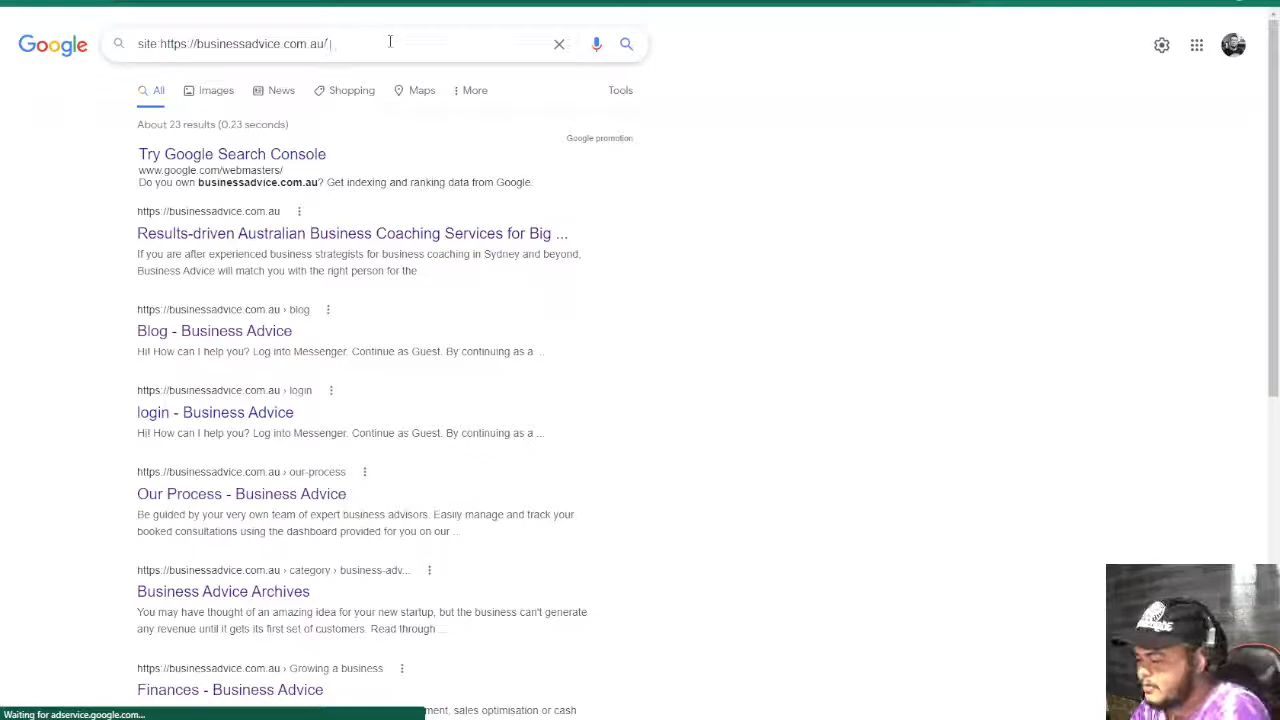 Google
site:https://businessadvice.com.au/
All
Images
News
Shopping
Maps
More
Tools
About 23 results (0.23 seconds)
Google promotion
Try Google Search Console
www.google.com/webmasters/
Do you own businessadvice.com.au? Get indexing and ranking data from Google.
https://businessadvice.com.au
Results-driven Australian Business Coaching Services for Big ...
If you are after experienced business strategists for business coaching in Sydney and beyond,
Business Advice will match you with the right person for the
https://businessadvice.com.au › blog
Blog - Business Advice
Hi! How can I help you? Log into Messenger. Continue as Guest. By continuing as a ...
https://businessadvice.com.au › login
login - Business Advice
Hi! How can I help you? Log into Messenger. Continue as Guest. By continuing as a ...
https://businessadvice.com.au › our-process
Our Process - Business Advice
Be guided by your very own team of expert business advisors. Easily manage and track your
booked consultations using the dashboard provided for you on our ...
https://businessadvice.com.au › category › business-adv...
Business Advice Archives
You may have thought of an amazing idea for your new startup, but the business can't generate
any revenue until it gets its first set of customers. Read through ...
https://businessadvice.com.au › Growing a business
Finances - Business Advice
ment, sales optimisation or cash
Waiting for adservice.google.com...